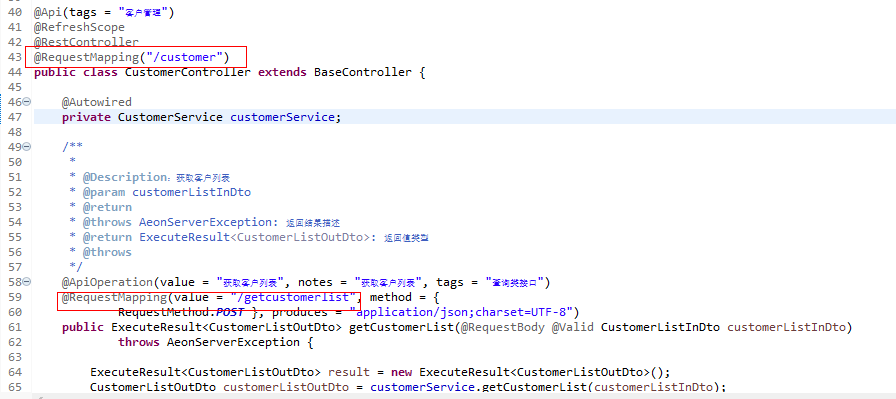 40 @Api(tags = "客户管理")
41 @RefreshScope
42 @RestController
43 @RequestMapping("/customer")
44 public class CustomerController extends BaseController {
45
46 @Autowired
47 private CustomerService customerService;
48
49 /**
50 *
51 * @Description：获取客户列表
52 * @param customerListInDto
53 * @return
54 * @throws AeonServerException: 返回结果描述
55 * @return ExecuteResult<CustomerListOutDto>: 返回值类型
56 * @throws
57 */
58 @ApiOperation(value = "获取客户列表", notes = "获取客户列表", tags = "查询类接口")
59 @RequestMapping(value = "/getcustomerlist", method = {
60 RequestMethod.POST }, produces = "application/json;charset=UTF-8")
61 public ExecuteResult<CustomerListOutDto> getCustomerList(@RequestBody @Valid CustomerListInDto customerListInDto)
62 throws AeonServerException {
63
64 ExecuteResult<CustomerListOutDto> result = new ExecuteResult<CustomerListOutDto>();
65 CustomerListOutDto customerListOutDto = customerService.getCustomerList(customerListInDto);